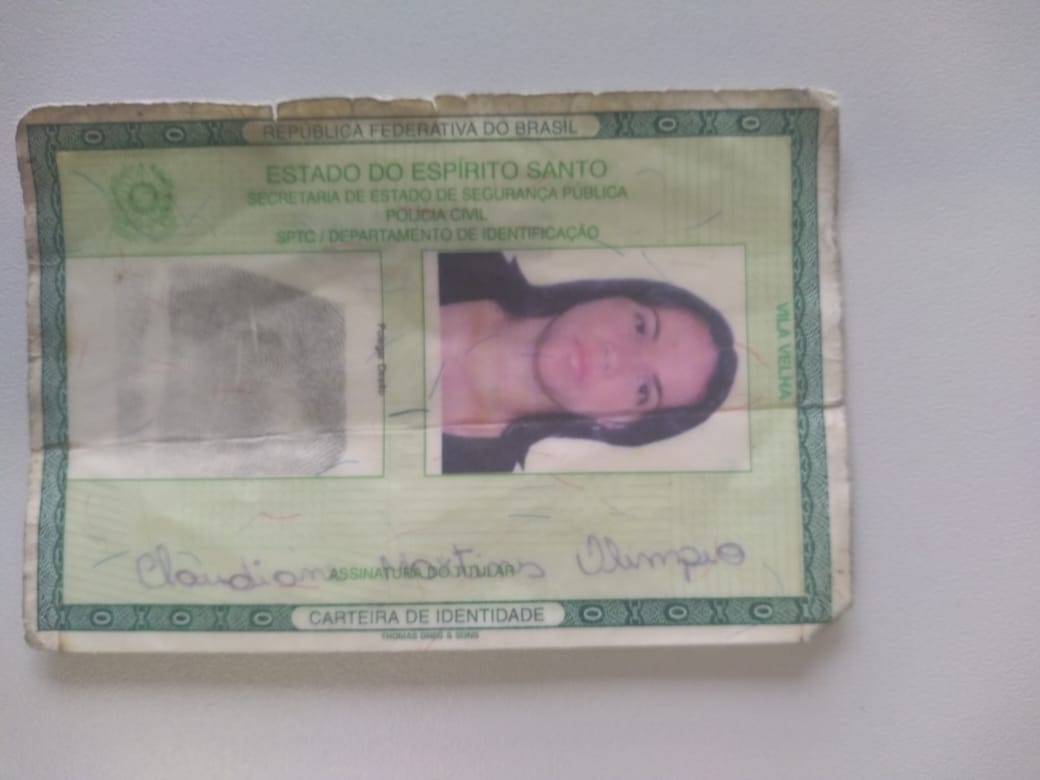 REPÚBLICA FEDERATIVA DO BRASIL
ESTADO DO ESPÍRITO SANTO
SECRETARIA DE ESTADO DE SEGURANÇA PÚBLICA
POLÍCIA CIVIL
SPTC / DEPARTAMENTO DE IDENTIFICAÇÃO
Polegar Direito
VILA VELHA
Claudiane Martins Olimpio
ASSINATURA DO TITULAR
CARTEIRA DE IDENTIDADE
THOMAS GREG & SONS